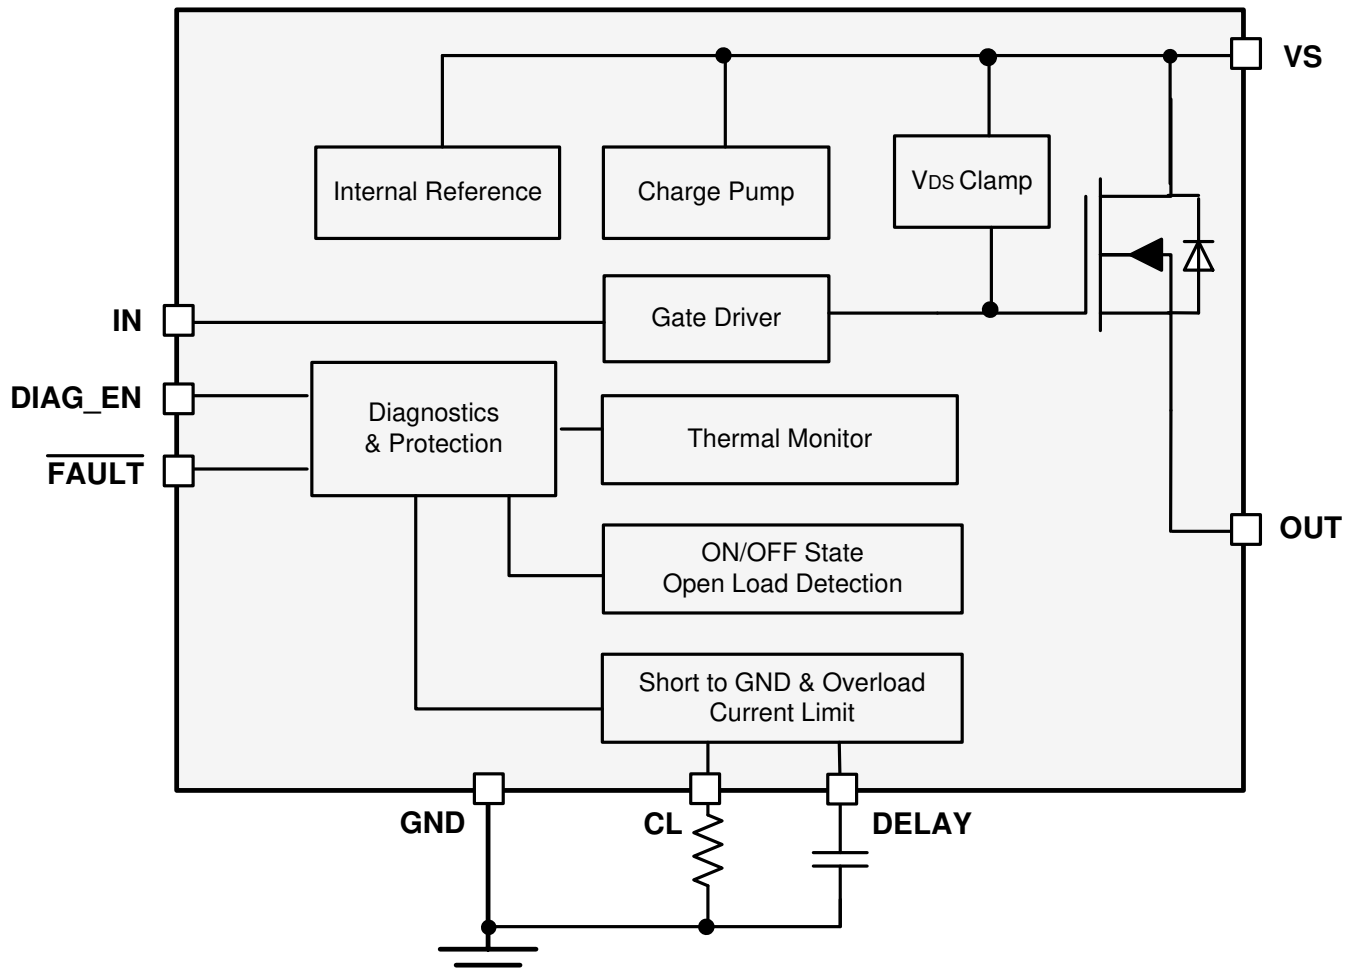 VS
Internal Reference
Charge Pump
VDS Clamp
IN
Gate Driver
DIAG_EN
Diagnostics
& Protection
Thermal Monitor
FAULT
ON/OFF State
Open Load Detection
OUT
Short to GND & Overload
Current Limit
GND
CL
DELAY